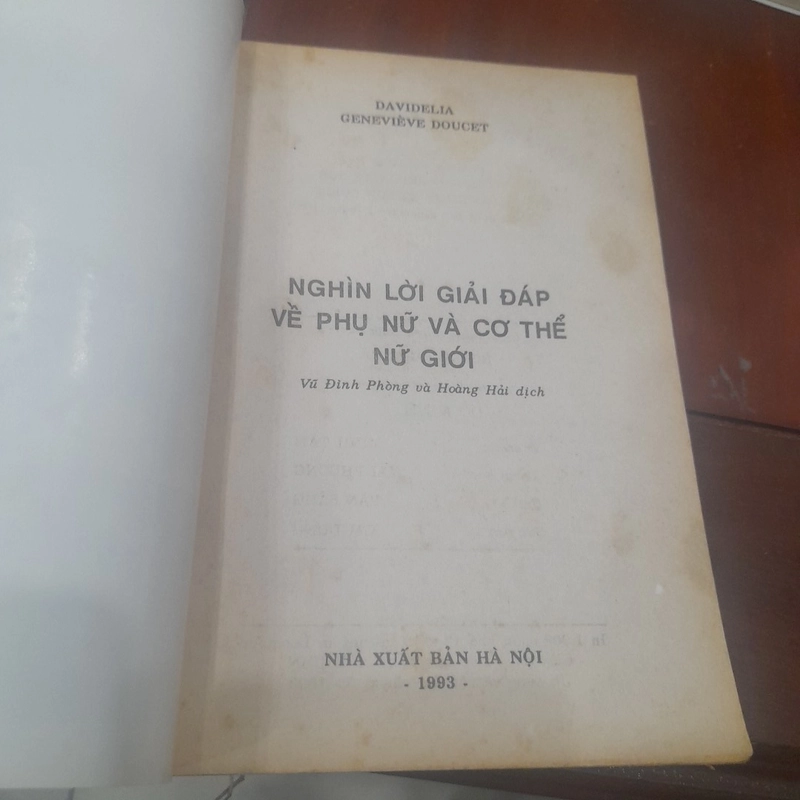 DAVIDELIA
GENEVIÈVE DOUCET
NGHÌN LỜI GIẢI ĐÁP
VỀ PHỤ NỮ VÀ CƠ THỂ
NỮ GIỚI
Vũ Đình Phòng và Hoàng Hải dịch
NHÀ XUẤT BẢN HÀ NỘI
- 1993 -